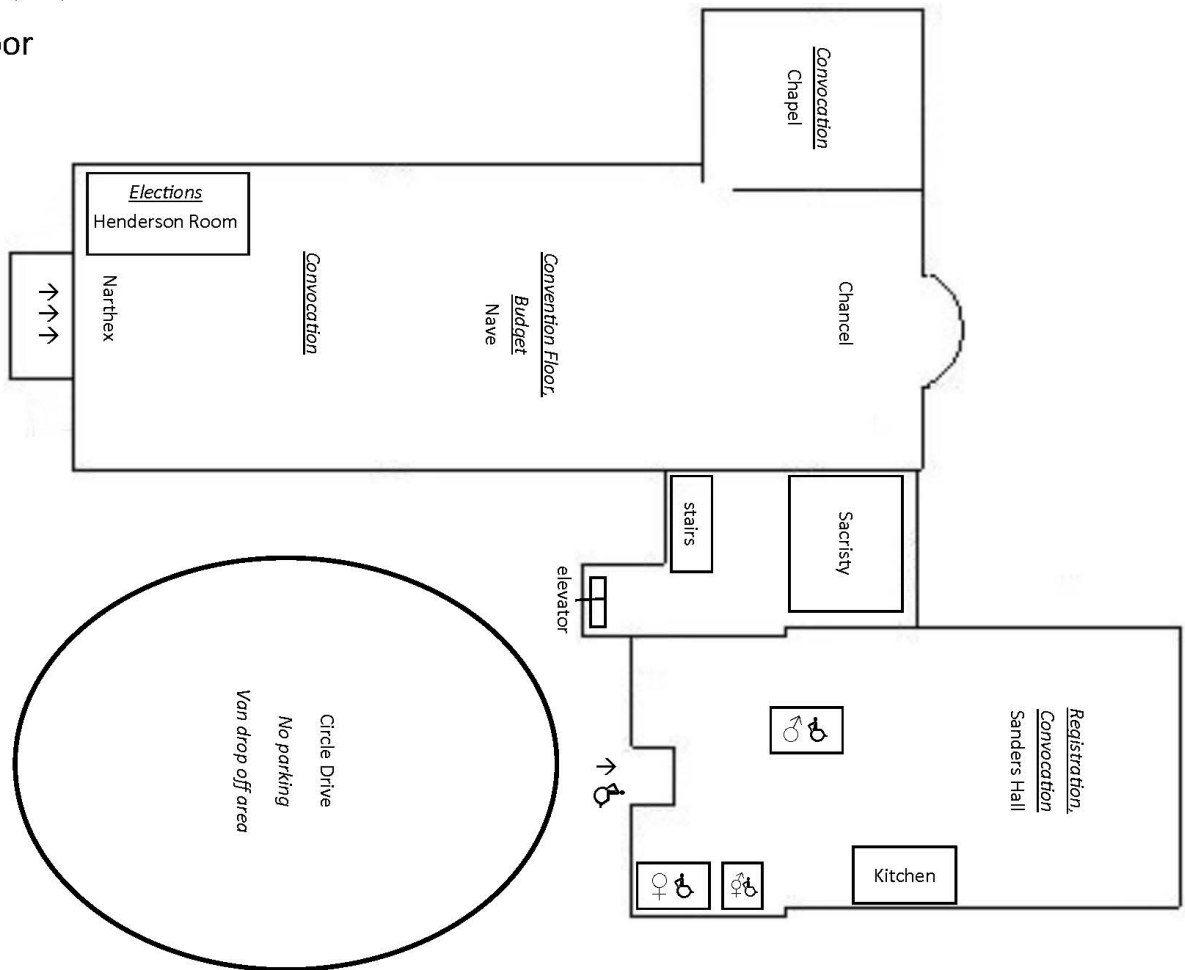 oor
Convocation
Chapel
Elections
Henderson Room
Narthex
Convocation
Convention Floor,
Budget
Nave
Chancel
stairs
Sacristy
elevator
Circle Drive
No parking
Van drop off area
Registration,
Convocation
Sanders Hall
Kitchen